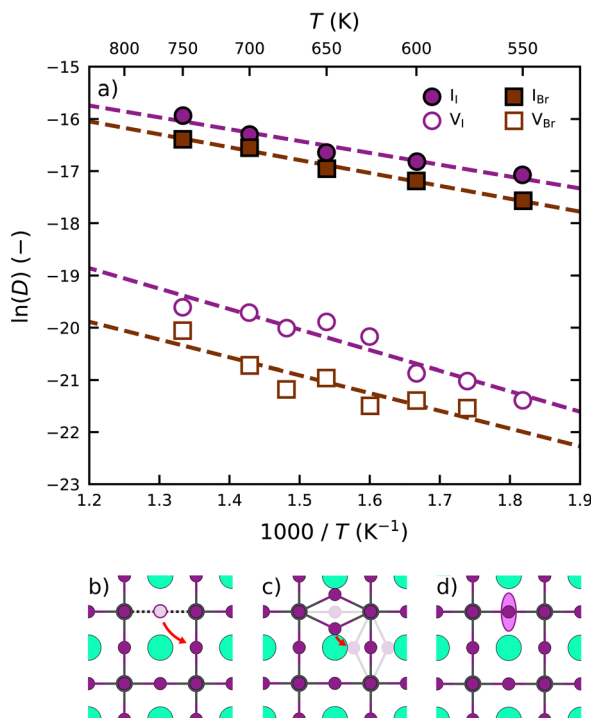 T (K)
800 750 700 650 600 550
a)
I_I I_Br
V_I V_Br
ln(D) (−)
−15
−16
−17
−18
−19
−20
−21
−22
−23
1.2 1.3 1.4 1.5 1.6 1.7 1.8 1.9
1000 / T (K⁻¹)
b) c) d)